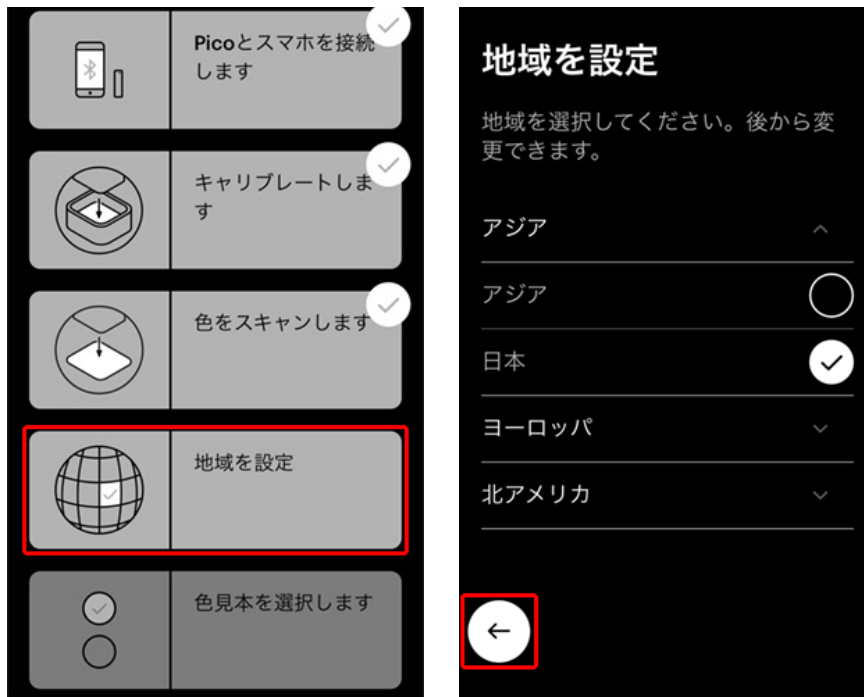 Picoとスマホを接続
します
キャリブレートしま
す
色をスキャンします
地域を設定
色見本を選択します
地域を設定
地域を選択してください。後から変
更できます。
アジア
アジア
日本
ヨーロッパ
北アメリカ